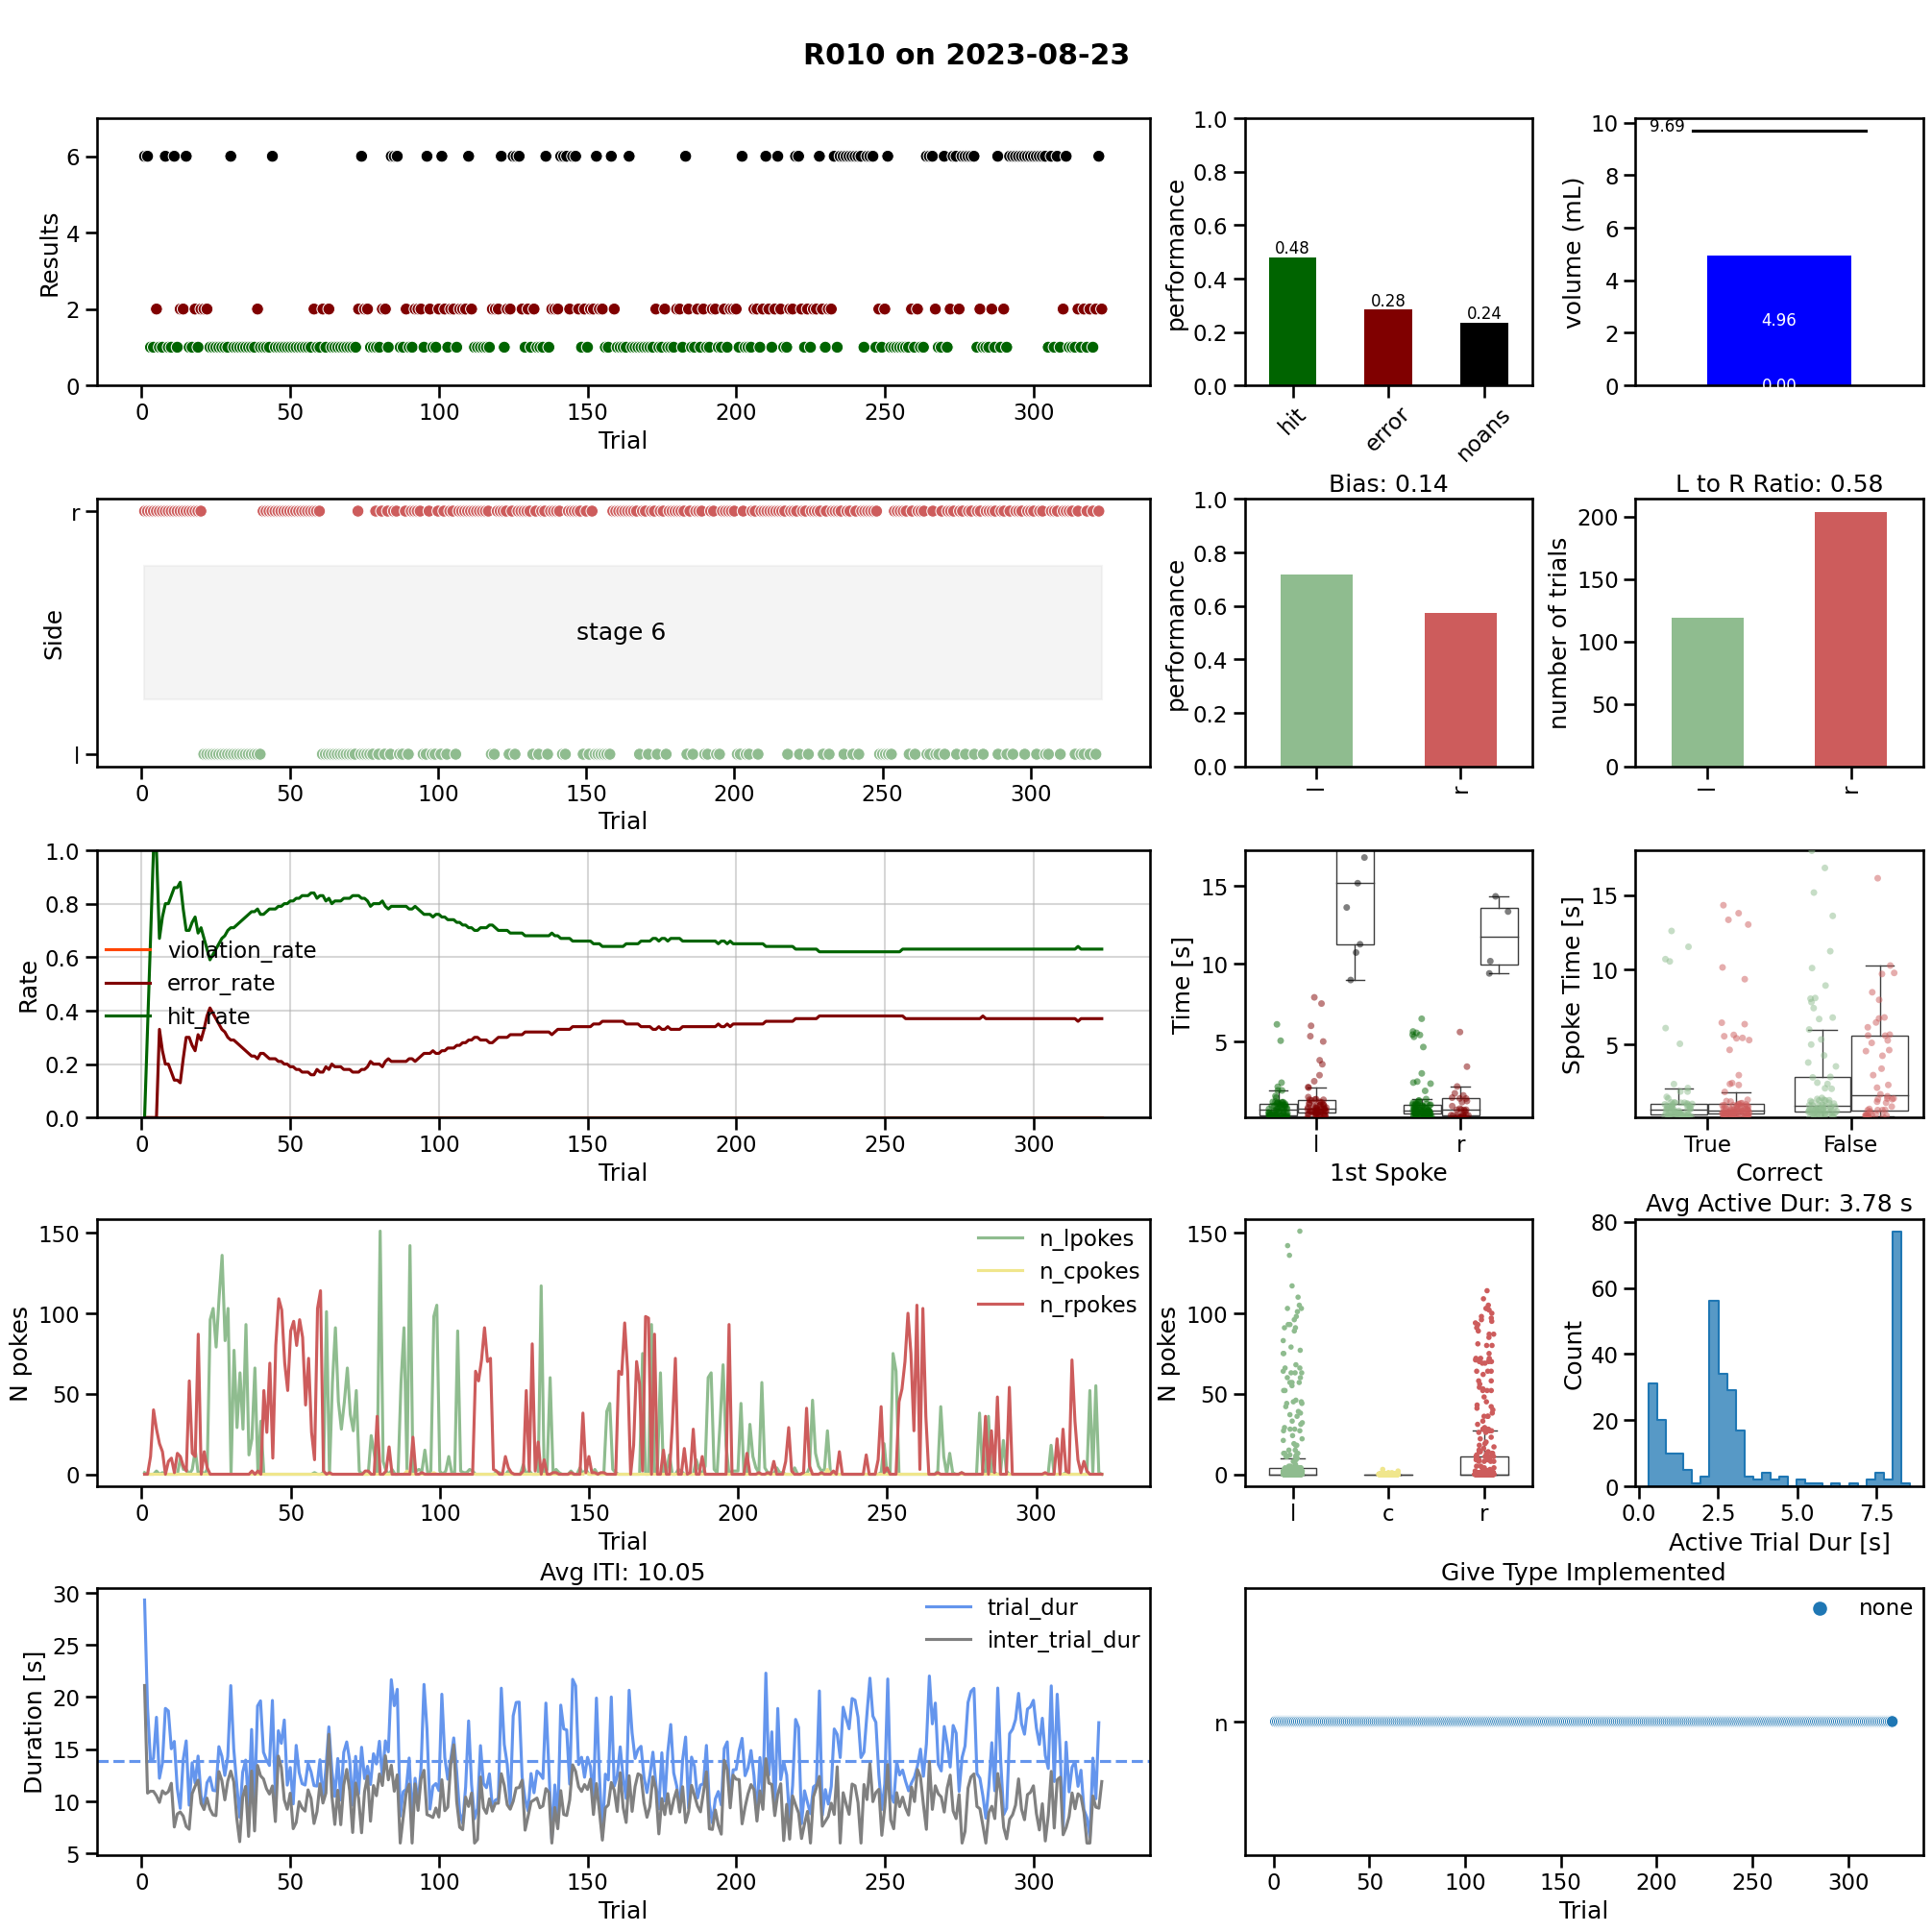 R010 on 2023-08-23
Results
6
4
2
0
0 50 100 150 200 250 300
Trial
performance
1.0
0.8
0.6
0.4
0.2
0.0
0.48
0.28
0.24
hit error noans
volume (mL)
10
8
6
4
2
0
9.69
4.96
0.00
Side
r
l
stage 6
0 50 100 150 200 250 300
Trial
Bias: 0.14
performance
1.0
0.8
0.6
0.4
0.2
0.0
l r
L to R Ratio: 0.58
number of trials
200
150
100
50
0
l r
Rate
1.0
0.8
0.6
0.4
0.2
0.0
violation_rate
error_rate
hit_rate
0 50 100 150 200 250 300
Trial
Time [s]
15
10
5
l r
1st Spoke
Spoke Time [s]
15
10
5
True False
Correct
N pokes
150
100
50
0
n_lpokes
n_cpokes
n_rpokes
0 50 100 150 200 250 300
Trial
N pokes
150
100
50
0
l c r
Avg Active Dur: 3.78 s
Count
80
60
40
20
0
0.0 2.5 5.0 7.5
Active Trial Dur [s]
Avg ITI: 10.05
Duration [s]
30
25
20
15
10
5
trial_dur
inter_trial_dur
0 50 100 150 200 250 300
Trial
Give Type Implemented
none
n
0 50 100 150 200 250 300
Trial